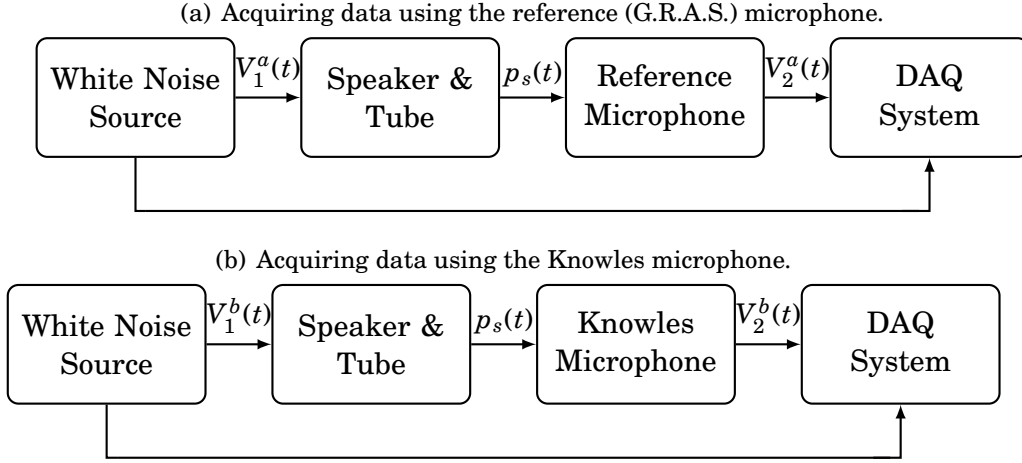 (a) Acquiring data using the reference (G.R.A.S.) microphone.
White Noise Source
V_1^a(t)
Speaker & Tube
p_s(t)
Reference Microphone
V_2^a(t)
DAQ System
(b) Acquiring data using the Knowles microphone.
White Noise Source
V_1^b(t)
Speaker & Tube
p_s(t)
Knowles Microphone
V_2^b(t)
DAQ System